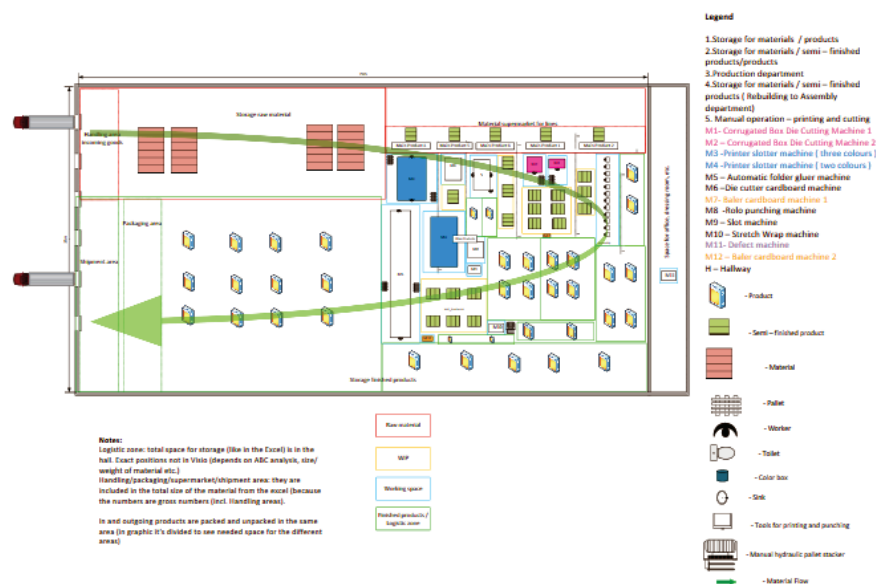 Legend
1.Storage for materials / products
2.Storage for materials / semi – finished
products/products
3.Production department
4.Storage for materials / semi – finished
products ( Rebuilding to Assembly
department)
5. Manual operation – printing and cutting
M1- Corrugated Box Die Cutting Machine 1
M2 – Corrugated Box Die Cutting Machine 2
M3 -Printer slotter machine ( three colours )
M4 -Printer slotter machine ( two colours )
M5 – Automatic folder gluer machine
M6 -Die cutter cardboard machine
M7- Baler cardboard machine 1
M8 -Rolo punching machine
M9 – Slot machine
M10 – Stretch Wrap machine
M11- Defect machine
M12 – Baler cardboard machine 2
H – Hallway
- Product
- Semi – finished product
- Material
- Pallet
- Worker
- Toilet
- Color box
- Sink
- Tools for printing and punching
- Manual hydraulic pallet stacker
- Material Flow
Storage raw material
Material supermarket for lines
Handling area
incoming goods
Packaging area
Shipment area
Space for office, dressing room, etc.
Storage finished products
Raw material
WIP
Working space
Finished products /
Logistic zone
Notes:
Logistic zone: total space for storage (like in the Excel) is in the
hall. Exact positions not in Visio (depends on ABC analysis, size/
weight of material etc.)
Handling/packaging/supermarket/shipment area: they are
included in the total size of the material from the excel (because
the numbers are gross numbers (incl. Handling areas).
In and outgoing products are packed and unpacked in the same
area (in graphic it's divided to see needed space for the different
areas)